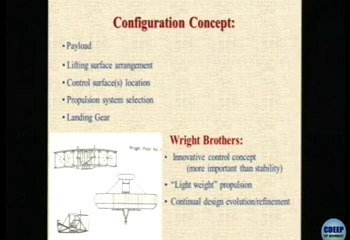 Configuration Concept:
• Payload
• Lifting surface arrangement
• Control surface(s) location
• Propulsion system selection
• Landing Gear
Wright Brothers:
• Innovative control concept
(more important than stability)
• "Light weight" propulsion
• Continual design evolution/refinement
CDEEP